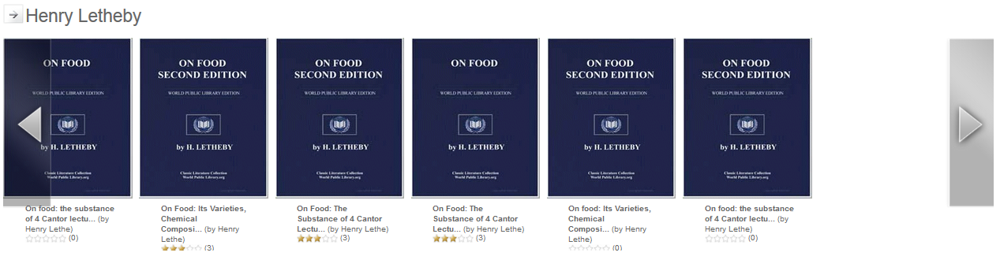 Henry Letheby
ON FOOD
WORLD PUBLIC LIBRARY EDITION
by H. LETHEBY
Classic Literature Collection
World Public Library.org
On food: the substance
of 4 Cantor lectu... (by
Henry Lethe)
(0)
ON FOOD
SECOND EDITION
WORLD PUBLIC LIBRARY EDITION
by H. LETHEBY
Classic Literature Collection
World Public Library.org
On Food: Its Varieties,
Chemical
Composi... (by Henry
Lethe)
(3)
ON FOOD
SECOND EDITION
WORLD PUBLIC LIBRARY EDITION
by H. LETHEBY
Classic Literature Collection
World Public Library.org
On Food: The
Substance of 4 Cantor
Lectu... (by Henry Lethe)
(3)
ON FOOD
WORLD PUBLIC LIBRARY EDITION
by H. LETHEBY
Classic Literature Collection
World Public Library.org
On Food: The
Substance of 4 Cantor
Lectu... (by Henry Lethe)
(3)
ON FOOD
SECOND EDITION
WORLD PUBLIC LIBRARY EDITION
by H. LETHEBY
Classic Literature Collection
World Public Library.org
On food: Its Varieties,
Chemical
Composi... (by Henry
Lethe)
(0)
ON FOOD
SECOND EDITION
WORLD PUBLIC LIBRARY EDITION
by H. LETHEBY
Classic Literature Collection
World Public Library.org
On food: the substance
of 4 Cantor lectu... (by
Henry Lethe)
(0)